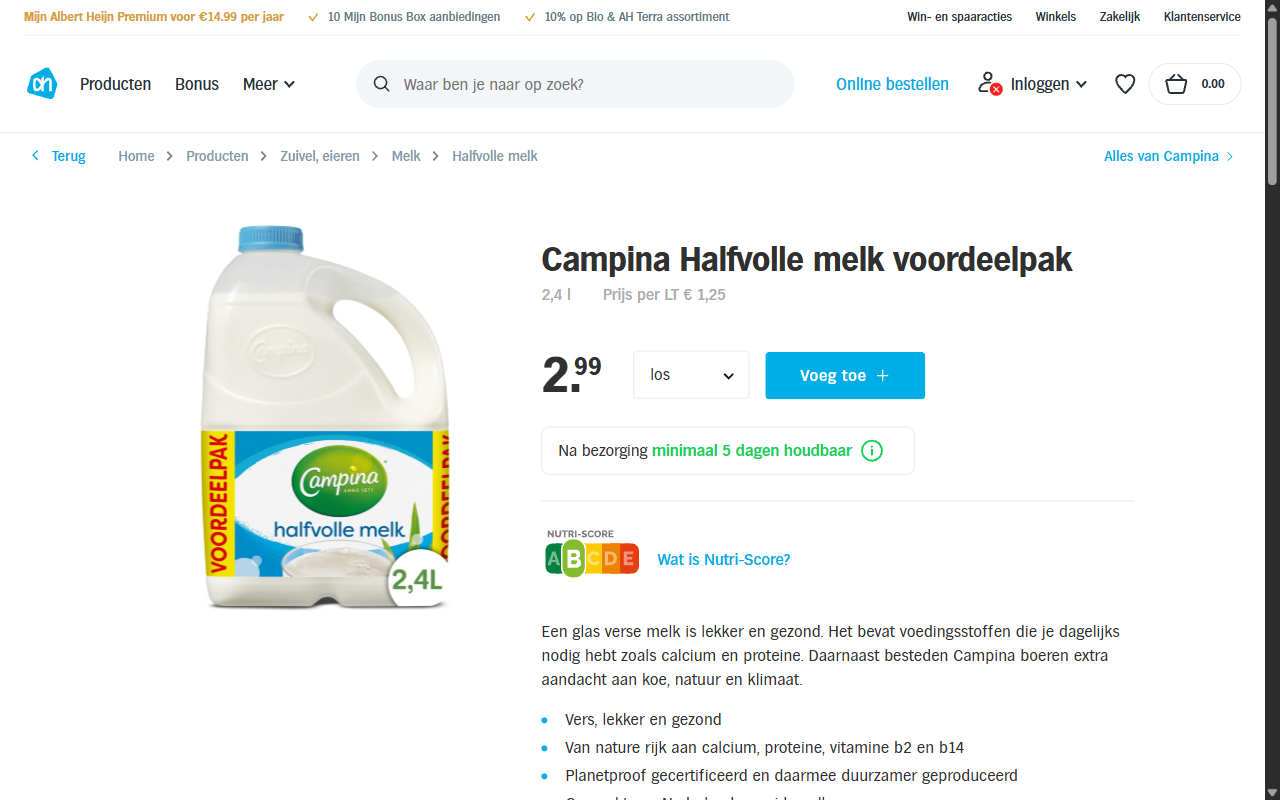 Mijn Albert Heijn Premium voor €14.99 per jaar 10 Mijn Bonus Box aanbiedingen 10% op Bio & AH Terra assortiment Win- en spaaracties Winkels Zakelijk Klantenservice
ah Producten Bonus Meer Waar ben je naar op zoek? Online bestellen Inloggen 0.00
Terug Home Producten Zuivel, eieren Melk Halfvolle melk Alles van Campina
Campina
VOORDEELPAK
Campina
ANNO 1871
halfvolle melk
2,4L
Campina Halfvolle melk voordeelpak
2,4 l Prijs per LT € 1,25
2.99 los Voeg toe +
Na bezorging minimaal 5 dagen houdbaar
NUTRI-SCORE
A B C D E Wat is Nutri-Score?
Een glas verse melk is lekker en gezond. Het bevat voedingsstoffen die je dagelijks
nodig hebt zoals calcium en proteine. Daarnaast besteden Campina boeren extra
aandacht aan koe, natuur en klimaat.
Vers, lekker en gezond
Van nature rijk aan calcium, proteine, vitamine b2 en b14
Planetproof gecertificeerd en daarmee duurzamer geproduceerd